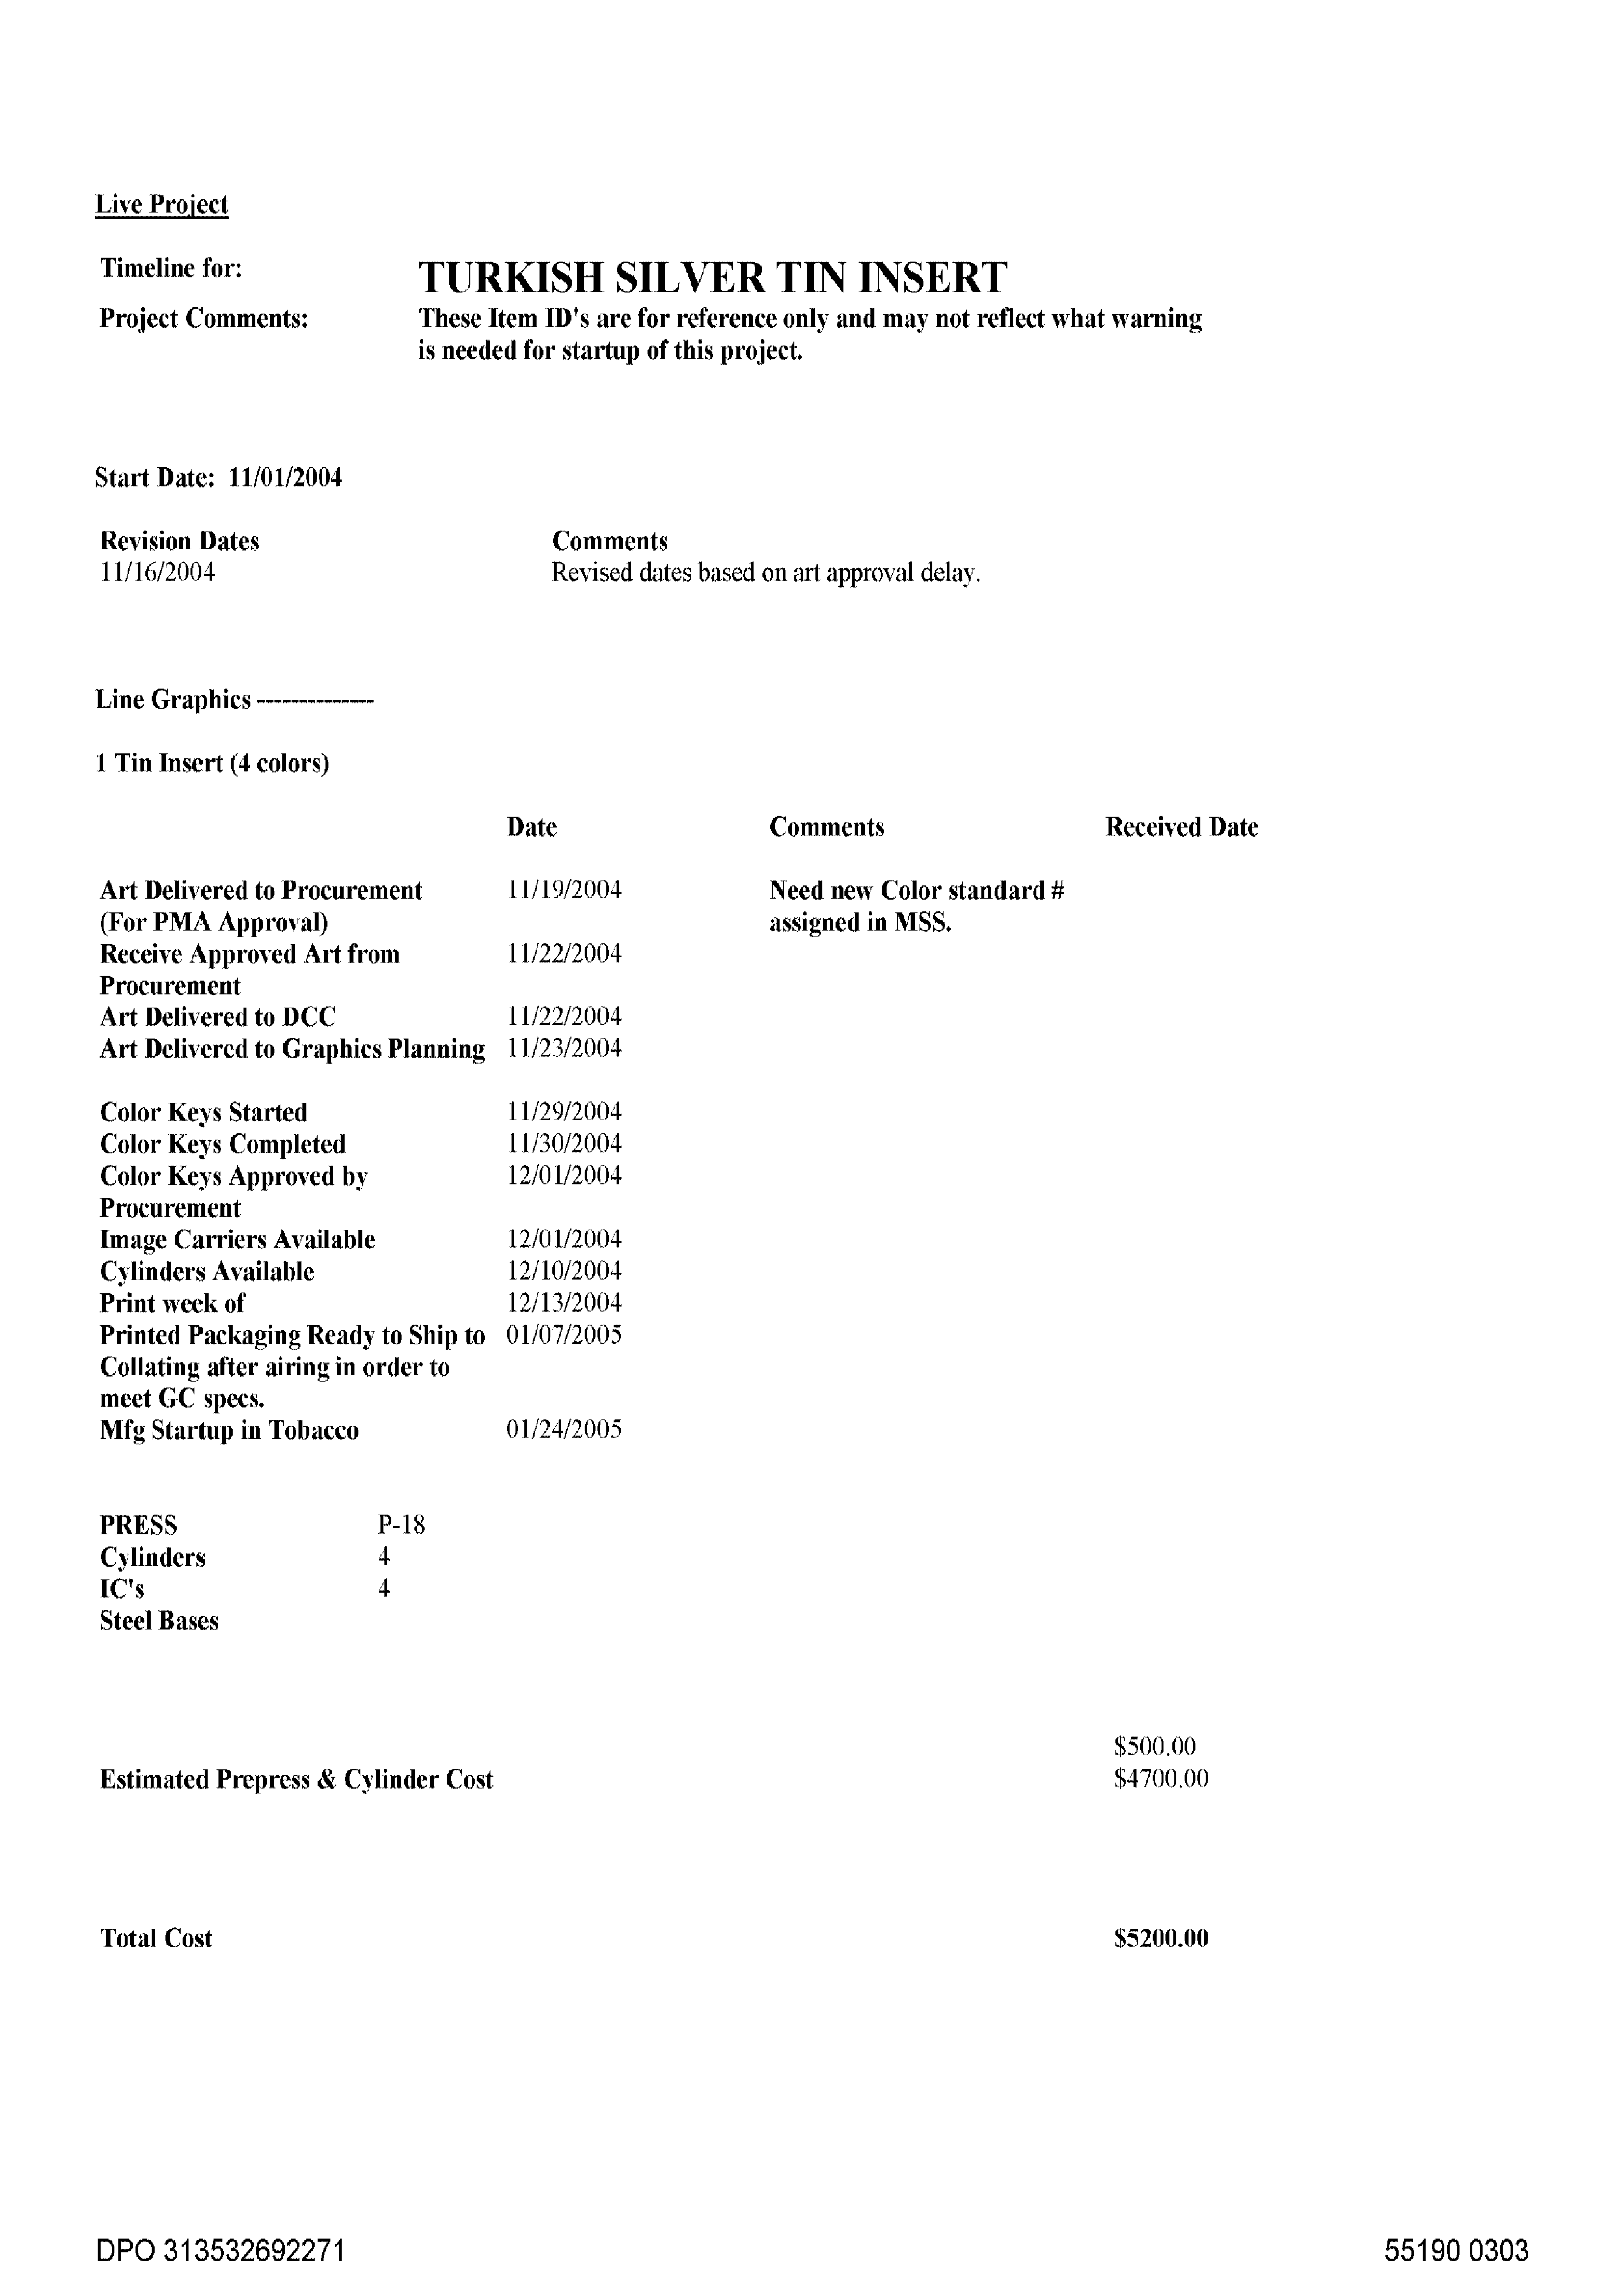 Live Project
Timeline for: TURKISH SILVER TIN INSERT
Project Comments: These Item ID's are for reference only and may not reflect what warning
is needed for startup of this project.
Start Date: 11/01/2004
Revision Dates Comments
11/16/2004 Revised dates based on art approval delay.
Line Graphics --------------
1 Tin Insert (4 colors)
Date Comments Received Date
Art Delivered to Procurement 11/19/2004 Need new Color standard #
(For PMA Approval) assigned in MSS.
Receive Approved Art from 11/22/2004
Procurement
Art Delivered to DCC 11/22/2004
Art Delivered to Graphics Planning 11/23/2004
Color Keys Started 11/29/2004
Color Keys Completed 11/30/2004
Color Keys Approved by 12/01/2004
Procurement
Image Carriers Available 12/01/2004
Cylinders Available 12/10/2004
Print week of 12/13/2004
Printed Packaging Ready to Ship to 01/07/2005
Collating after airing in order to
meet GC specs.
Mfg Startup in Tobacco 01/24/2005
PRESS P-18
Cylinders 4
IC's 4
Steel Bases
$500.00
Estimated Prepress & Cylinder Cost $4700.00
Total Cost $5200.00
DPO 313532692271 55190 0303